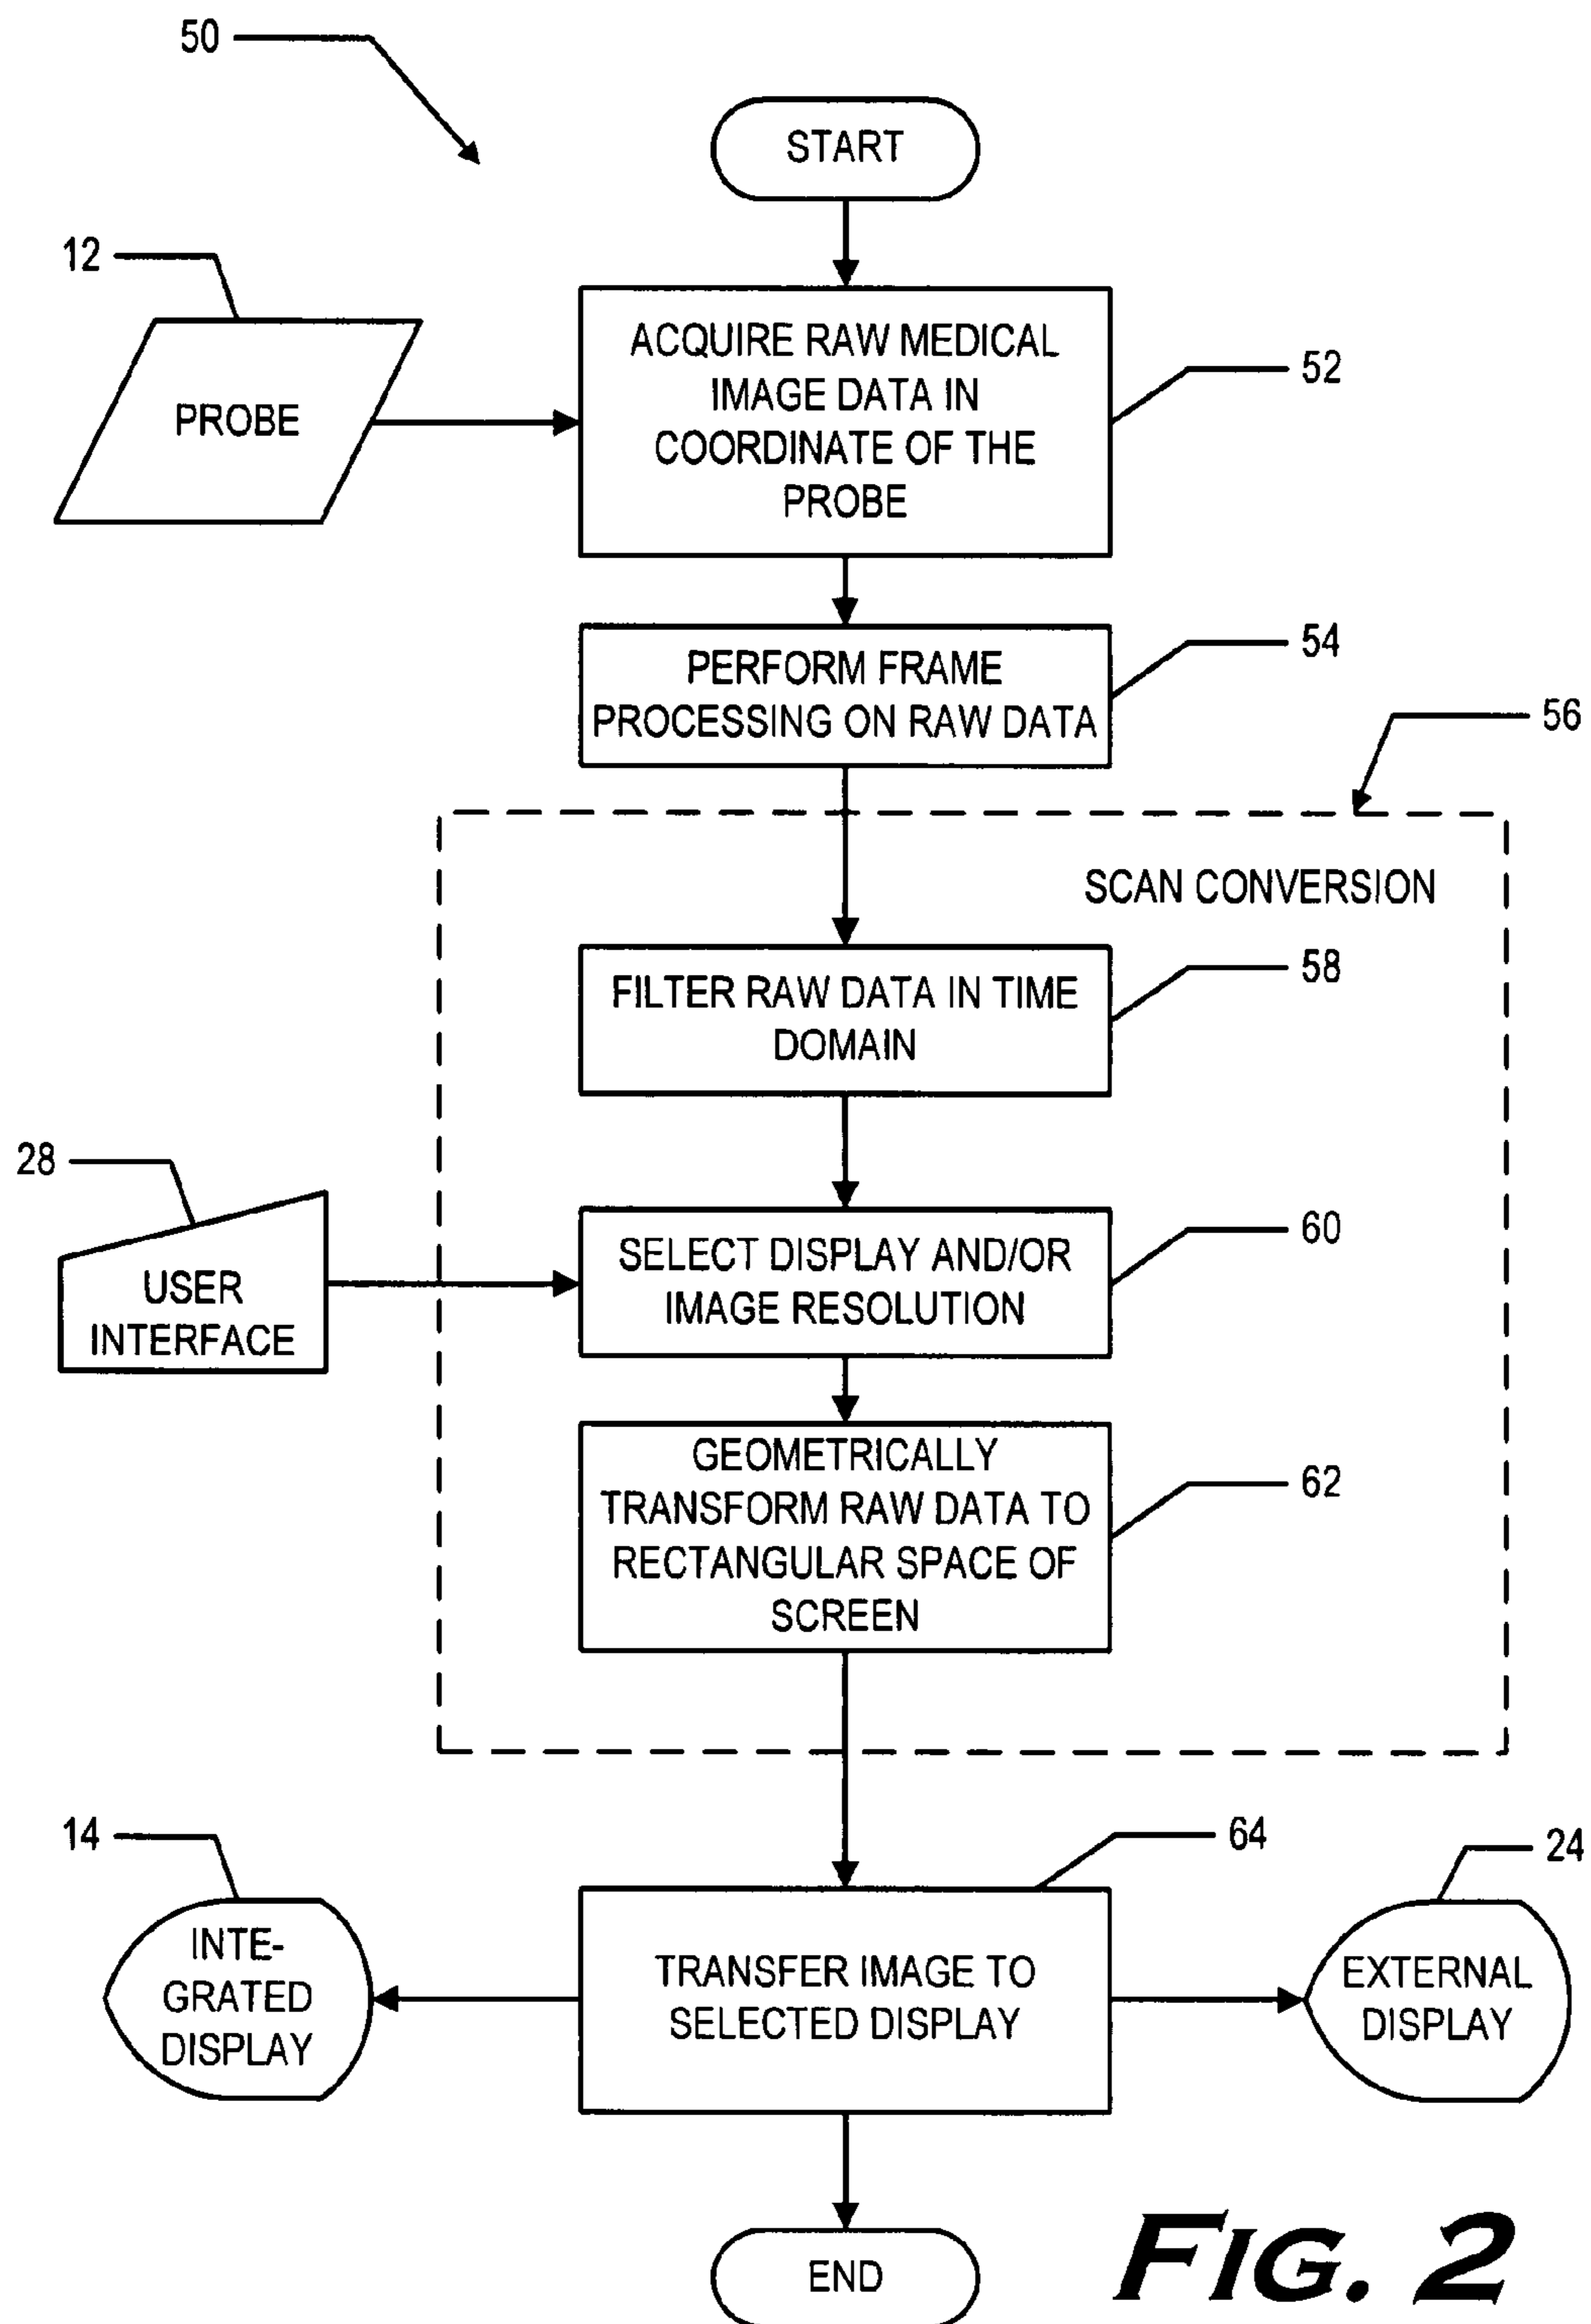 50
START
12
PROBE
ACQUIRE RAW MEDICAL
IMAGE DATA IN
COORDINATE OF THE
PROBE
52
PERFORM FRAME
PROCESSING ON RAW DATA
54
56
SCAN CONVERSION
FILTER RAW DATA IN TIME
DOMAIN
58
28
USER
INTERFACE
SELECT DISPLAY AND/OR
IMAGE RESOLUTION
60
GEOMETRICALLY
TRANSFORM RAW DATA TO
RECTANGULAR SPACE OF
SCREEN
62
14
INTE-
GRATED
DISPLAY
TRANSFER IMAGE TO
SELECTED DISPLAY
64
24
EXTERNAL
DISPLAY
END
FIG. 2